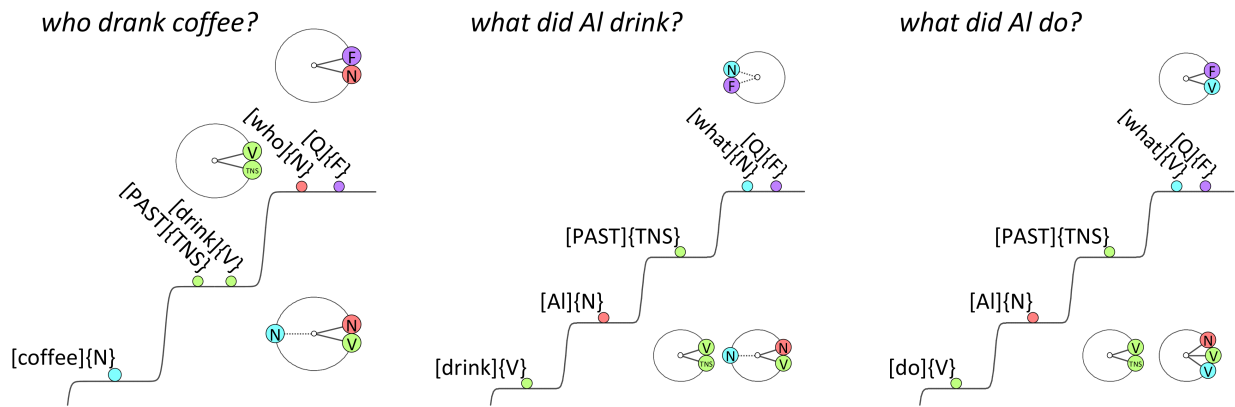 who drank coffee?
F
N
[who]{N}
[Q]{F}
V
TNS
[PAST]{TNS}
[drink]{V}
N
N
V
[coffee]{N}
what did Al drink?
N
F
[what]{N}
[Q]{F}
[PAST]{TNS}
[Al]{N}
V
TNS
N
N
V
[drink]{V}
what did Al do?
F
V
[what]{V}
[Q]{F}
[PAST]{TNS}
[Al]{N}
V
TNS
N
V
V
[do]{V}